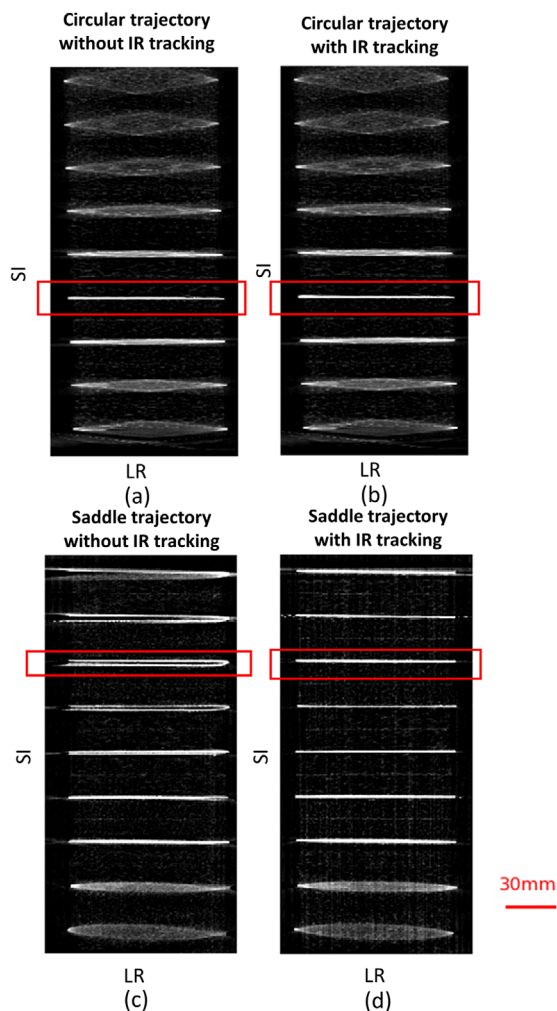 Circular trajectory
without IR tracking
Circular trajectory
with IR tracking
SI
SI
LR
(a)
LR
(b)
Saddle trajectory
without IR tracking
Saddle trajectory
with IR tracking
SI
SI
30mm
LR
(c)
LR
(d)